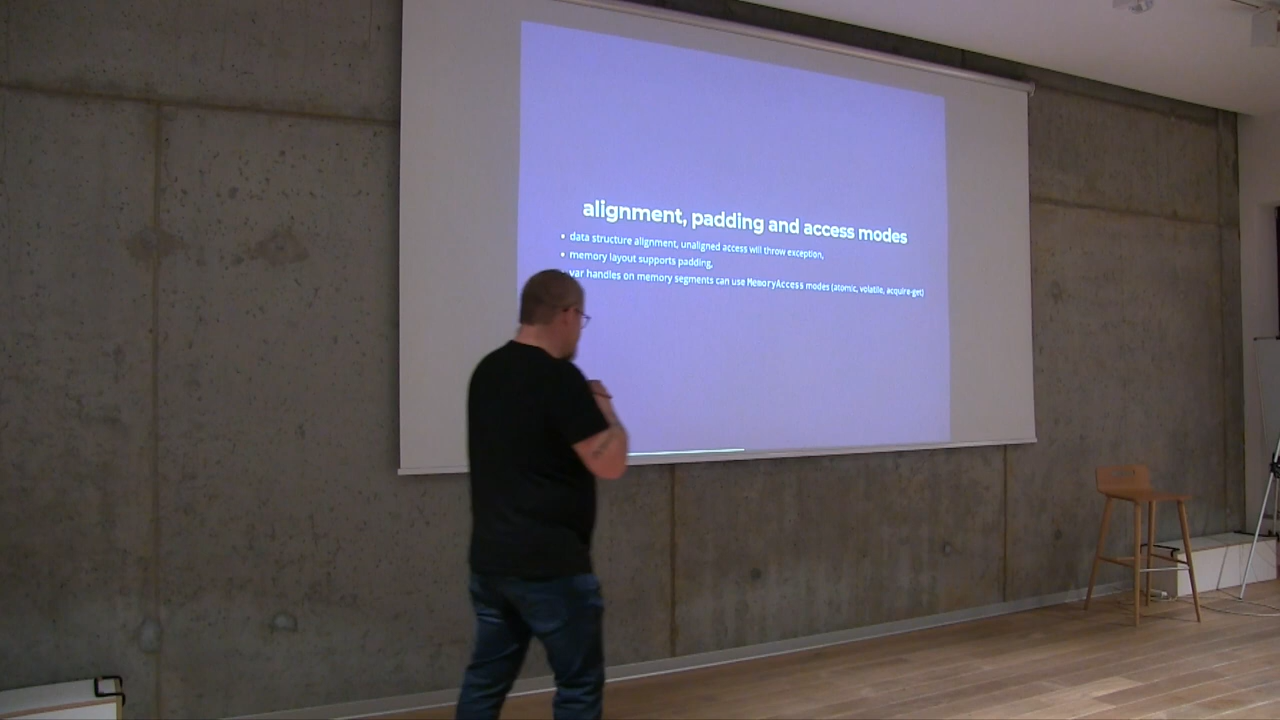 alignment, padding and access modes
data structure alignment, unaligned access will throw exception,
memory layout supports padding,
var handles on memory segments can use MemoryAccess modes (atomic, volatile, acquire-get)